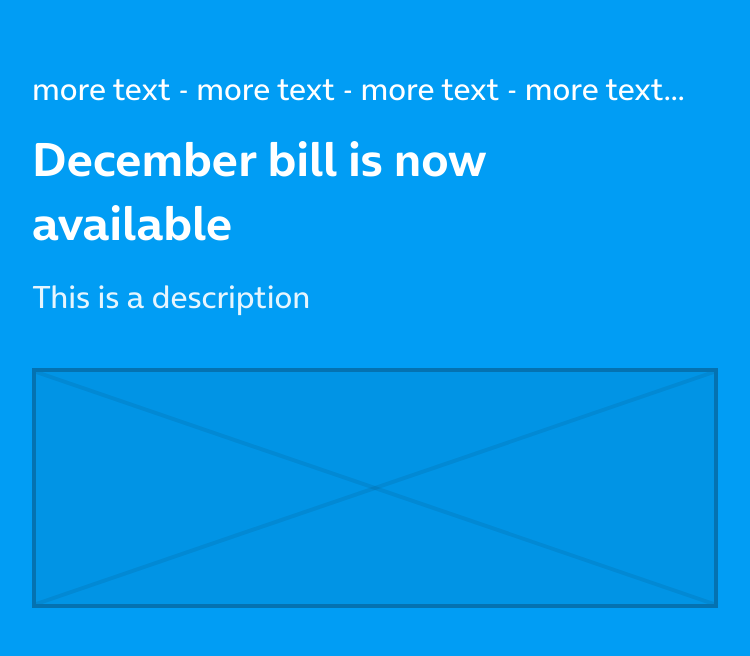 more text - more text - more text - more text...
December bill is now
available
This is a description